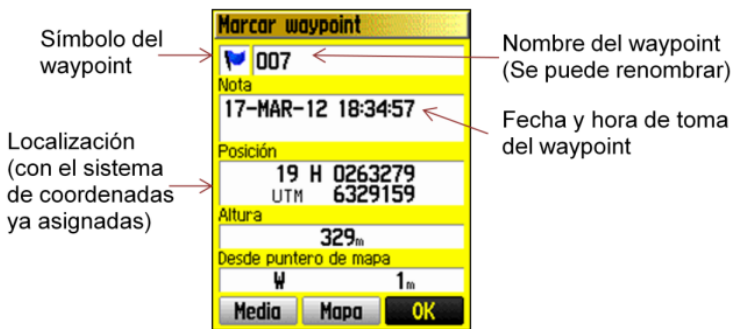 Símbolo del
waypoint
Localización
(con el sistema
de coordenadas
ya asignadas)
Marcar waypoint
007
Nota
17-MAR-12 18:34:57
Posición
19 H 0263279
UTM 6329159
Altura
329m
Desde puntero de mapa
W 1m
Media Mapa OK
Nombre del waypoint
(Se puede renombrar)
Fecha y hora de toma
del waypoint